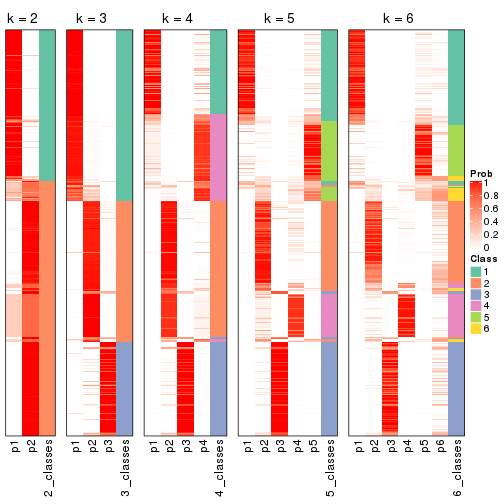 k = 2
k = 3
k = 4
k = 5
k = 6
Prob
1
0.8
0.6
0.4
0.2
0
Class
1
2
3
4
5
6
p1
p2
2_classes
p1
p2
p3
3_classes
p1
p2
p3
p4
4_classes
p1
p2
p3
p4
p5
5_classes
p1
p2
p3
p4
p5
p6
6_classes